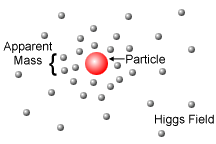 Apparent
Mass {
Particle
Higgs Field